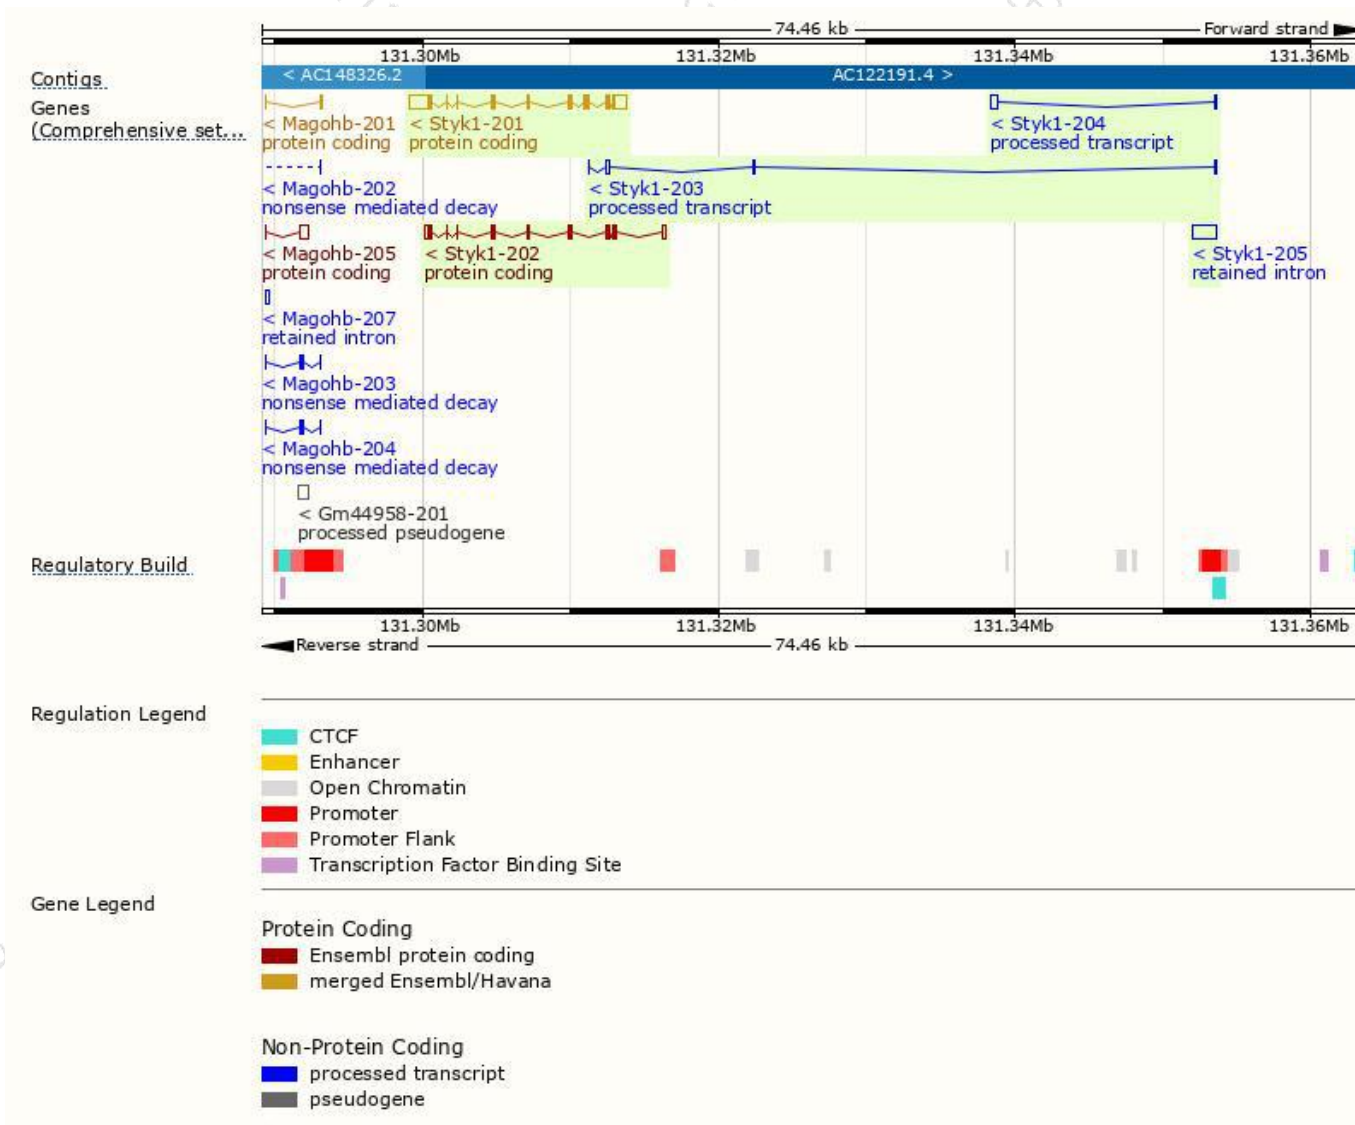 74.46 kb Forward strand
131.30Mb 131.32Mb 131.34Mb 131.36Mb
Contigs < AC148326.2 AC122191.4 >
Genes
(Comprehensive set...
< Magohb-201 < Styk1-201 < Styk1-204
protein coding protein coding processed transcript
< Magohb-202 < Styk1-203
nonsense mediated decay processed transcript
< Magohb-205 < Styk1-202 < Styk1-205
protein coding protein coding retained intron
< Magohb-207
retained intron
< Magohb-203
nonsense mediated decay
< Magohb-204
nonsense mediated decay
< Gm44958-201
processed pseudogene
Regulatory Build
131.30Mb 131.32Mb 131.34Mb 131.36Mb
Reverse strand 74.46 kb
Regulation Legend
CTCF
Enhancer
Open Chromatin
Promoter
Promoter Flank
Transcription Factor Binding Site
Gene Legend
Protein Coding
Ensembl protein coding
merged Ensembl/Havana
Non-Protein Coding
processed transcript
pseudogene